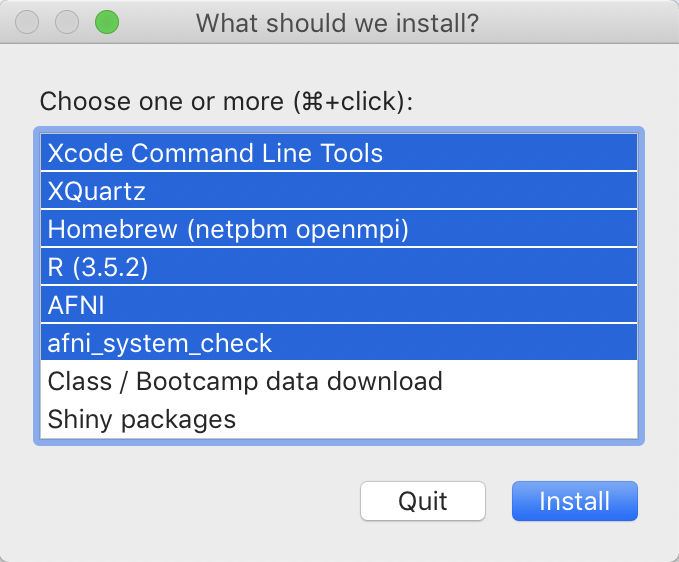 What should we install?
Choose one or more (⌘+click):
Xcode Command Line Tools
XQuartz
Homebrew (netpbm openmpi)
R (3.5.2)
AFNI
afni_system_check
Class / Bootcamp data download
Shiny packages
Quit
Install